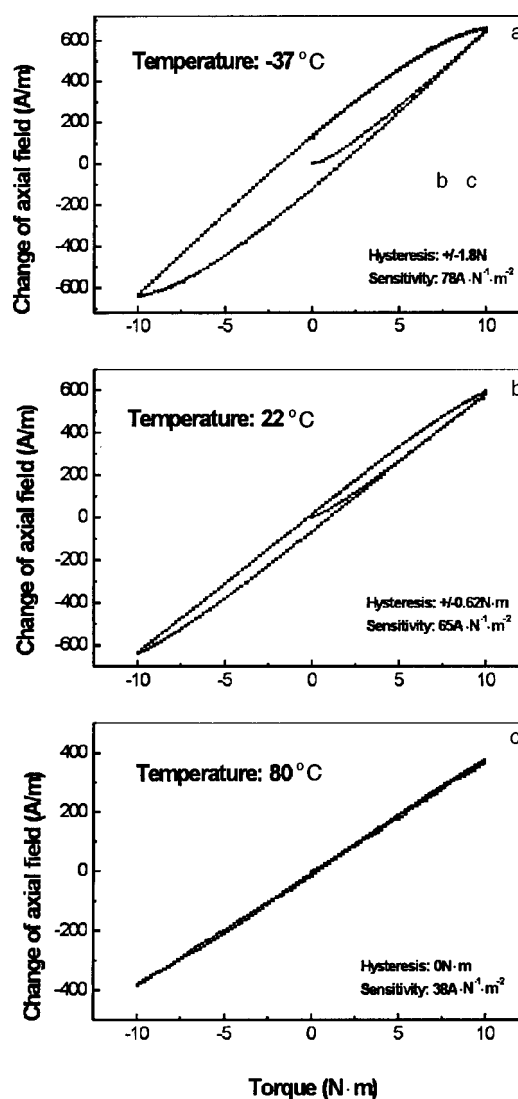 a
Temperature: -37 °C
Change of axial field (A/m)
600
400
200
0
-200
-400
-600
b c
Hysteresis: +/-1.8N
Sensitivity: 78A·N⁻¹·m⁻²
-10 -5 0 5 10
b
Temperature: 22 °C
Change of axial field (A/m)
600
400
200
0
-200
-400
-600
Hysteresis: +/-0.62N·m
Sensitivity: 65A·N⁻¹·m⁻²
-10 -5 0 5 10
Temperature: 80 °C
Change of axial field (A/m)
400
200
0
-200
-400
Hysteresis: 0N·m
Sensitivity: 38A·N⁻¹·m⁻²
-10 -5 0 5 10
Torque (N·m)